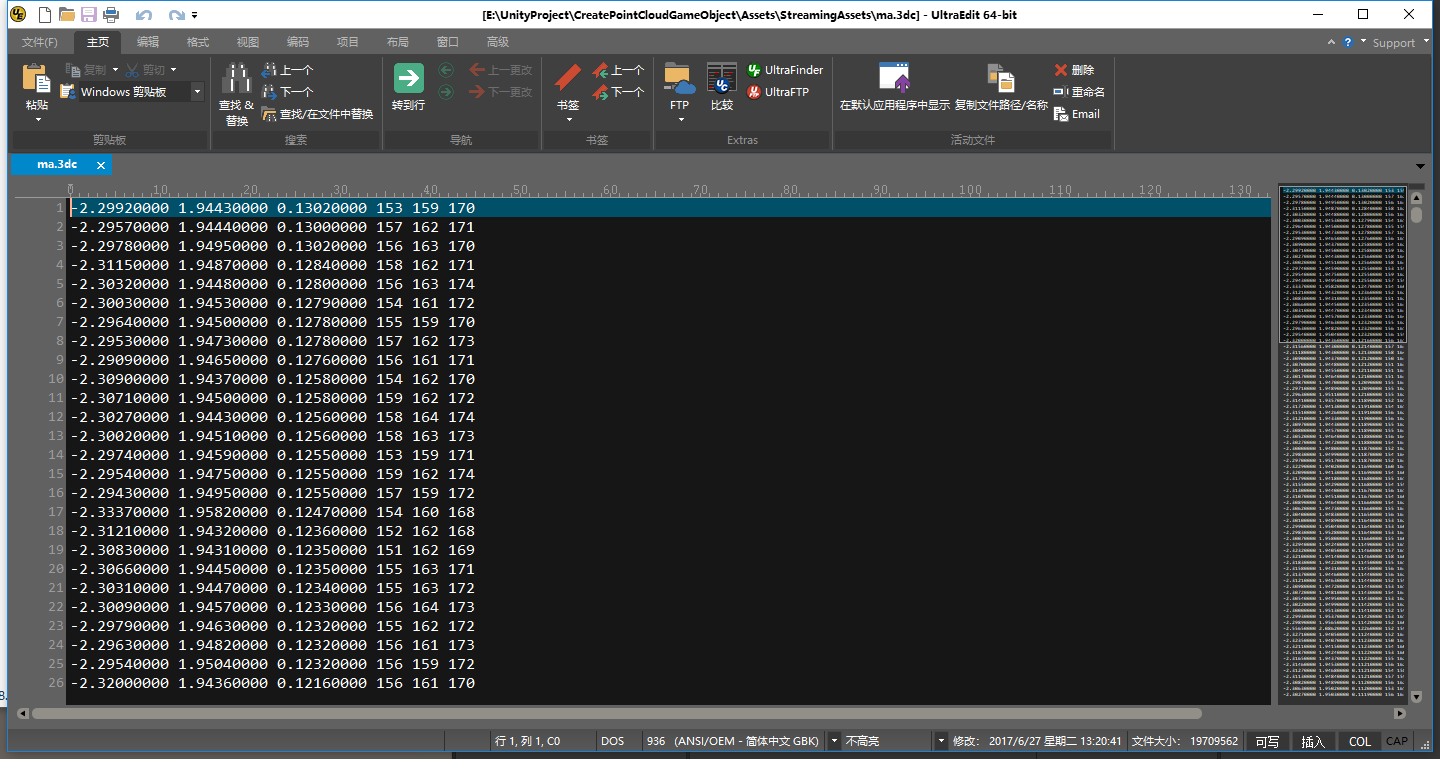 [E:\UnityProject\CreatePointCloudGameObject\Assets\StreamingAssets\ma.3dc] - UltraEdit 64-bit
文件(F) 主页 编辑 格式 视图 编码 项目 布局 窗口 高级 Support
粘贴 复制 剪切
Windows 剪贴板
剪贴板
查找 & 替换 上一个
下一个
查找/在文件中替换
搜索
转到行 上一更改
下一更改
导航
书签 上一个
下一个
书签
FTP 比较 UltraFinder
UltraFTP
Extras
在默认应用程序中显示 复制文件路径/名称 删除
重命名
Email
活动文件
ma.3dc
0 10 20 30 40 50 60 70 80 90 100 110 120 130
1 -2.29920000 1.94430000 0.13020000 153 159 170
2 -2.29570000 1.94440000 0.13000000 157 162 171
3 -2.29780000 1.94950000 0.13020000 156 163 170
4 -2.31150000 1.94870000 0.12840000 158 162 171
5 -2.30320000 1.94480000 0.12800000 156 163 174
6 -2.30030000 1.94530000 0.12790000 154 161 172
7 -2.29640000 1.94500000 0.12780000 155 159 170
8 -2.29530000 1.94730000 0.12780000 157 162 173
9 -2.29090000 1.94650000 0.12760000 156 161 171
10 -2.30900000 1.94370000 0.12580000 154 162 170
11 -2.30710000 1.94500000 0.12580000 159 162 172
12 -2.30270000 1.94430000 0.12560000 158 164 174
13 -2.30020000 1.94510000 0.12560000 158 163 173
14 -2.29740000 1.94590000 0.12550000 153 159 171
15 -2.29540000 1.94750000 0.12550000 159 162 174
16 -2.29430000 1.94950000 0.12550000 157 159 172
17 -2.33370000 1.95820000 0.12470000 154 160 168
18 -2.31210000 1.94320000 0.12360000 152 162 168
19 -2.30830000 1.94310000 0.12350000 151 162 169
20 -2.30660000 1.94450000 0.12350000 155 163 171
21 -2.30310000 1.94470000 0.12340000 155 163 172
22 -2.30090000 1.94570000 0.12330000 156 164 173
23 -2.29790000 1.94630000 0.12320000 155 162 172
24 -2.29630000 1.94820000 0.12320000 156 161 173
25 -2.29540000 1.95040000 0.12320000 156 159 172
26 -2.32000000 1.94360000 0.12160000 156 161 170
行 1, 列 1, C0 DOS 936 (ANSI/OEM - 简体中文 GBK) 不高亮 修改: 2017/6/27 星期二 13:20:41 文件大小: 19709562 可写 插入 COL CAP